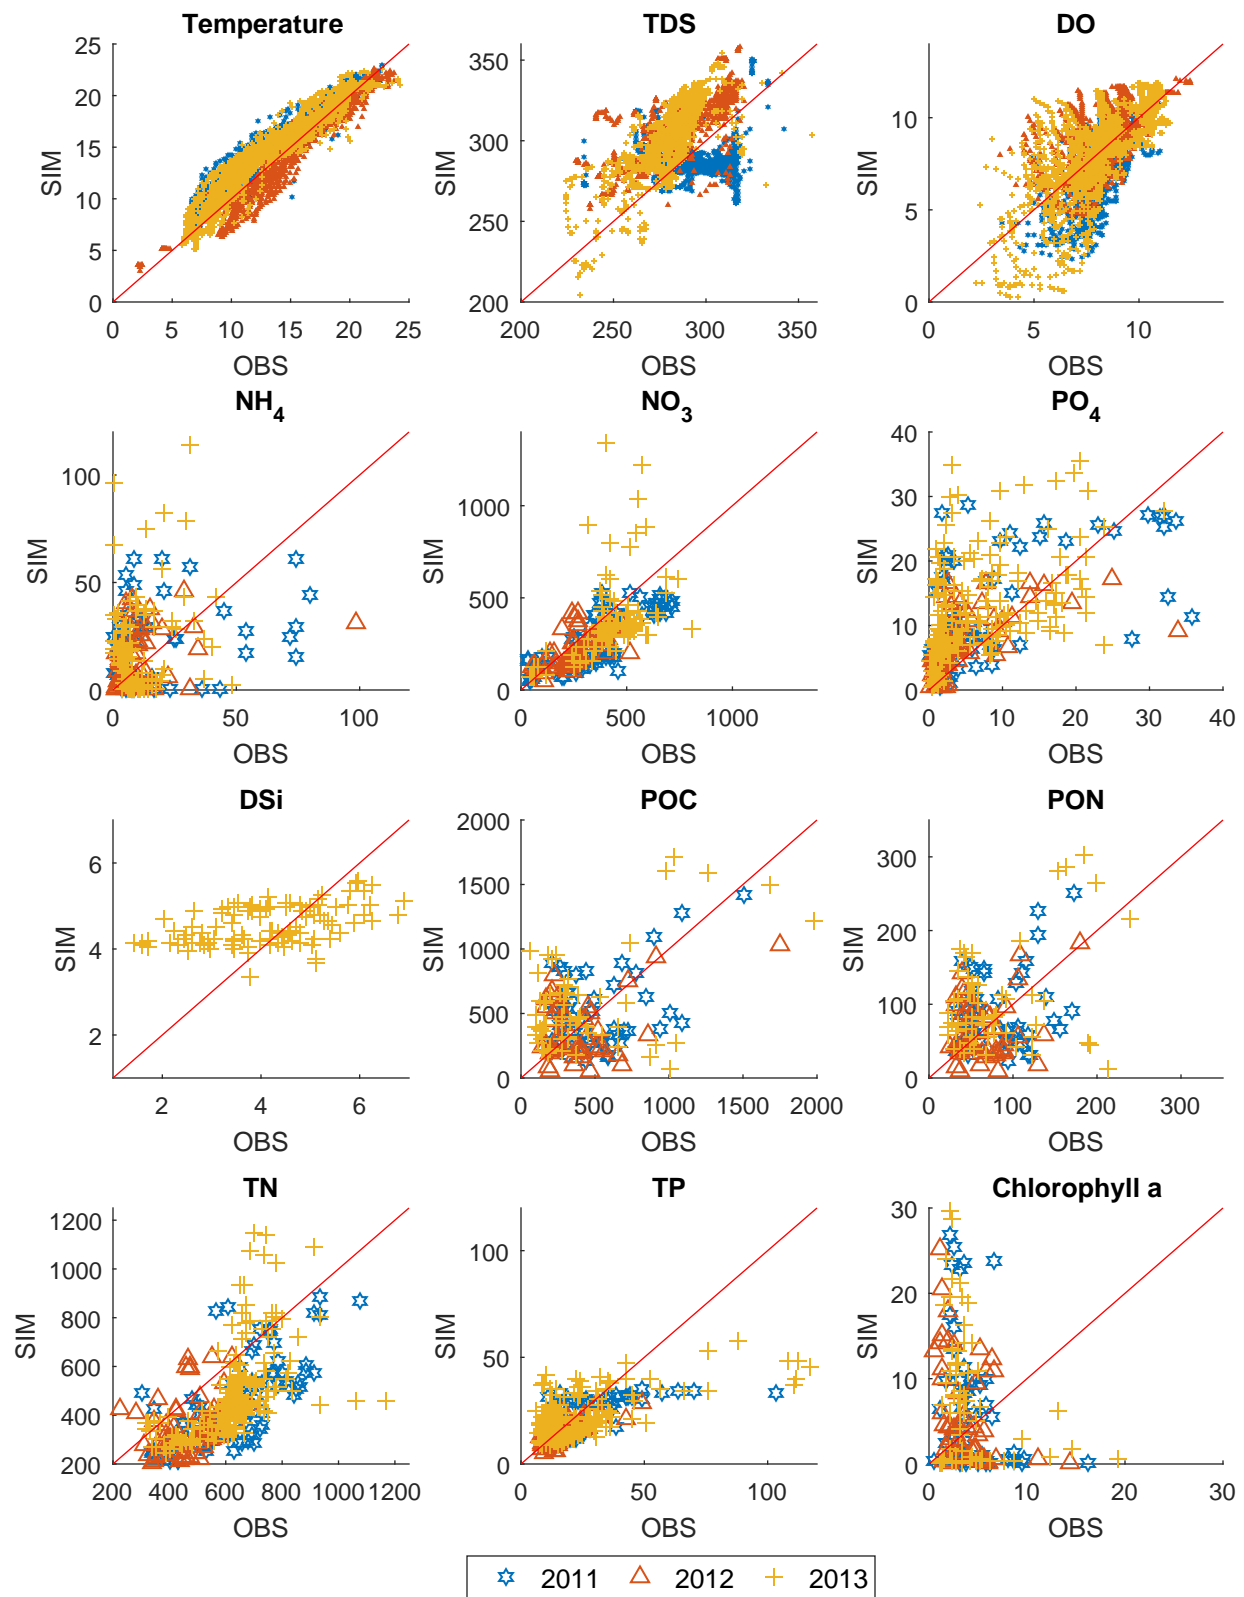 Temperature
TDS
DO
25
20
15
10
5
0
SIM
0 5 10 15 20 25
OBS
350
300
250
200
SIM
200 250 300 350
OBS
10
5
0
SIM
0 5 10
OBS
NH4
NO3
PO4
100
50
0
SIM
0 50 100
OBS
1000
500
0
SIM
0 500 1000
OBS
40
30
20
10
0
SIM
0 10 20 30 40
OBS
DSi
POC
PON
6
4
2
SIM
2 4 6
OBS
2000
1500
1000
500
0
SIM
0 500 1000 1500 2000
OBS
300
200
100
0
SIM
0 100 200 300
OBS
TN
TP
Chlorophyll a
1200
1000
800
600
400
200
SIM
200 400 600 800 1000 1200
OBS
100
50
0
SIM
0 50 100
OBS
30
20
10
0
SIM
0 10 20 30
OBS
2011 2012 2013